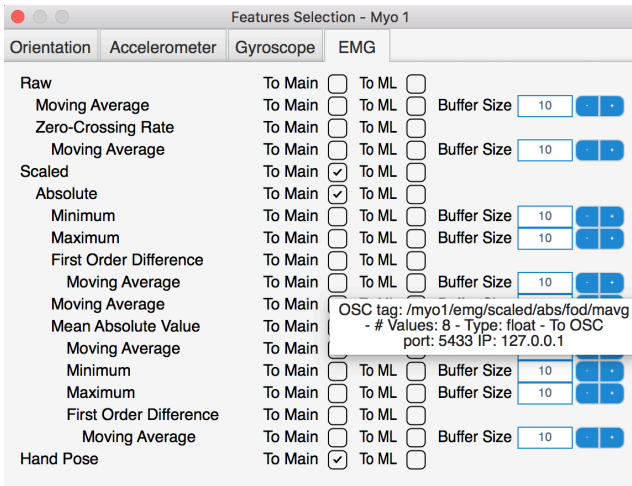 Features Selection - Myo 1
Orientation Accelerometer Gyroscope EMG
Raw To Main To ML
Moving Average To Main To ML Buffer Size 10 - +
Zero-Crossing Rate To Main To ML
Moving Average To Main To ML Buffer Size 10 - +
Scaled To Main To ML
Absolute To Main To ML
Minimum To Main To ML Buffer Size 10 - +
Maximum To Main To ML Buffer Size 10 - +
First Order Difference To Main To ML
Moving Average To Main To ML Buffer Size 10 - +
Moving Average To Main
OSC tag: /myo1/emg/scaled/abs/fod/mavg
Mean Absolute Value To Main
- # Values: 8 - Type: float - To OSC
Moving Average To Main
port: 5433 IP: 127.0.0.1
Minimum To Main To ML Buffer Size 10 - +
Maximum To Main To ML Buffer Size 10 - +
First Order Difference To Main To ML
Moving Average To Main To ML Buffer Size 10 - +
Hand Pose To Main To ML